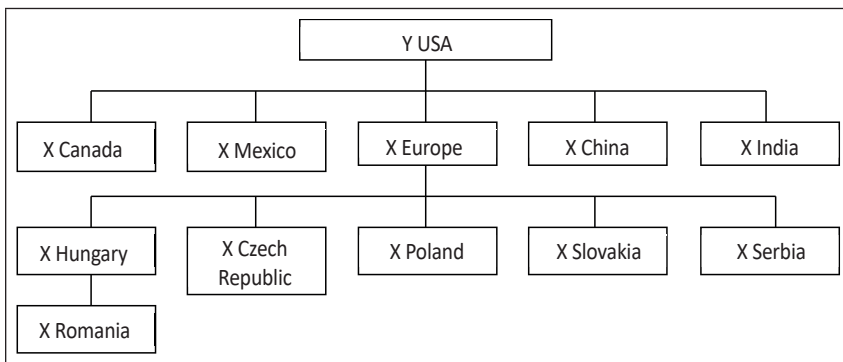 Y USA
X Canada
X Mexico
X Europe
X China
X India
X Hungary
X Czech
Republic
X Poland
X Slovakia
X Serbia
X Romania